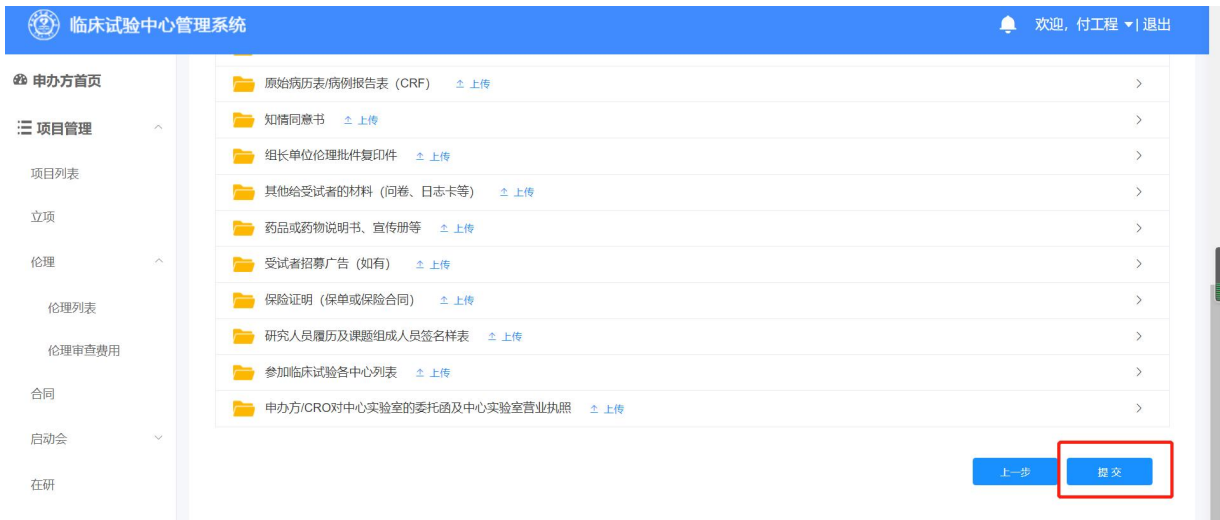 临床试验中心管理系统
欢迎，付工程 | 退出
申办方首页
项目管理
项目列表
立项
伦理
伦理列表
伦理审查费用
合同
启动会
在研
原始病历表/病例报告表（CRF） 上传
知情同意书 上传
组长单位伦理批件复印件 上传
其他给受试者的材料（问卷、日志卡等） 上传
药品或药物说明书、宣传册等 上传
受试者招募广告（如有） 上传
保险证明（保单或保险合同） 上传
研究人员履历及课题组成人员签名样表 上传
参加临床试验各中心列表 上传
申办方/CRO对中心实验室的委托函及中心实验室营业执照 上传
上一步
提交